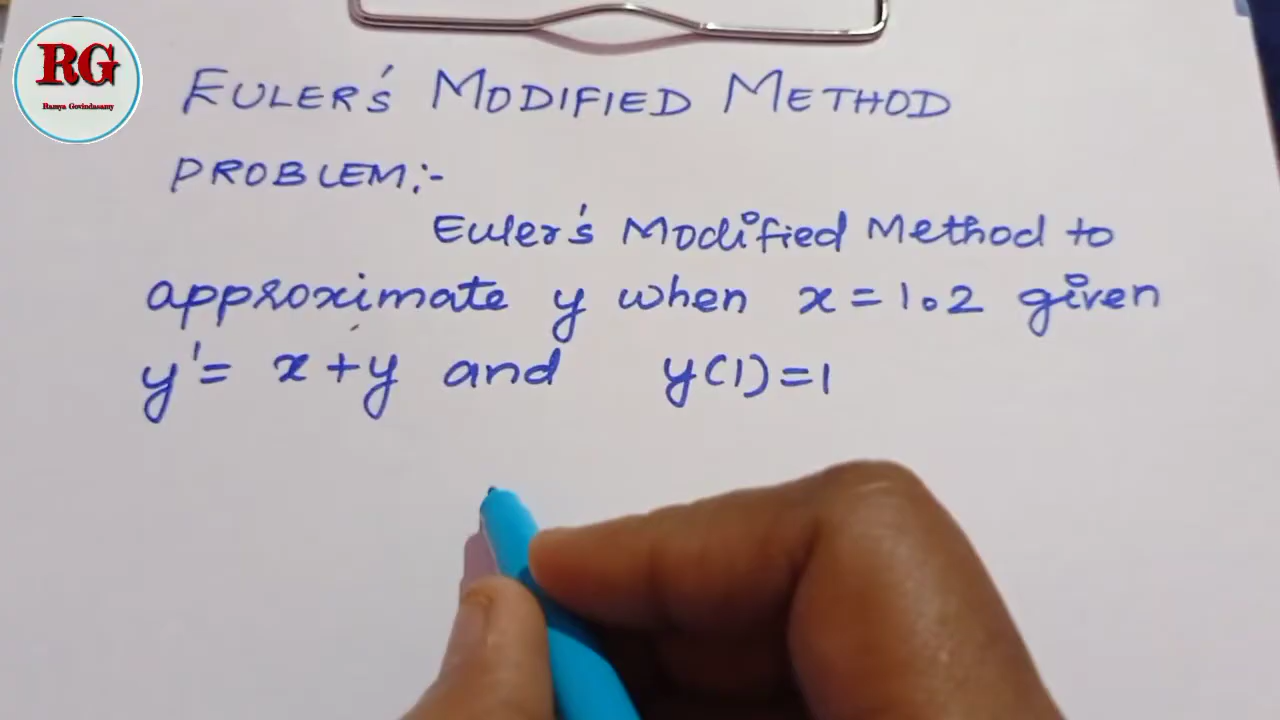 RG
Ramya Govindasamy
EULER'S MODIFIED METHOD
PROBLEM:-
Euler's Modified Method to
approximate y when x = 1.2 given
y' = x + y and y(1) = 1